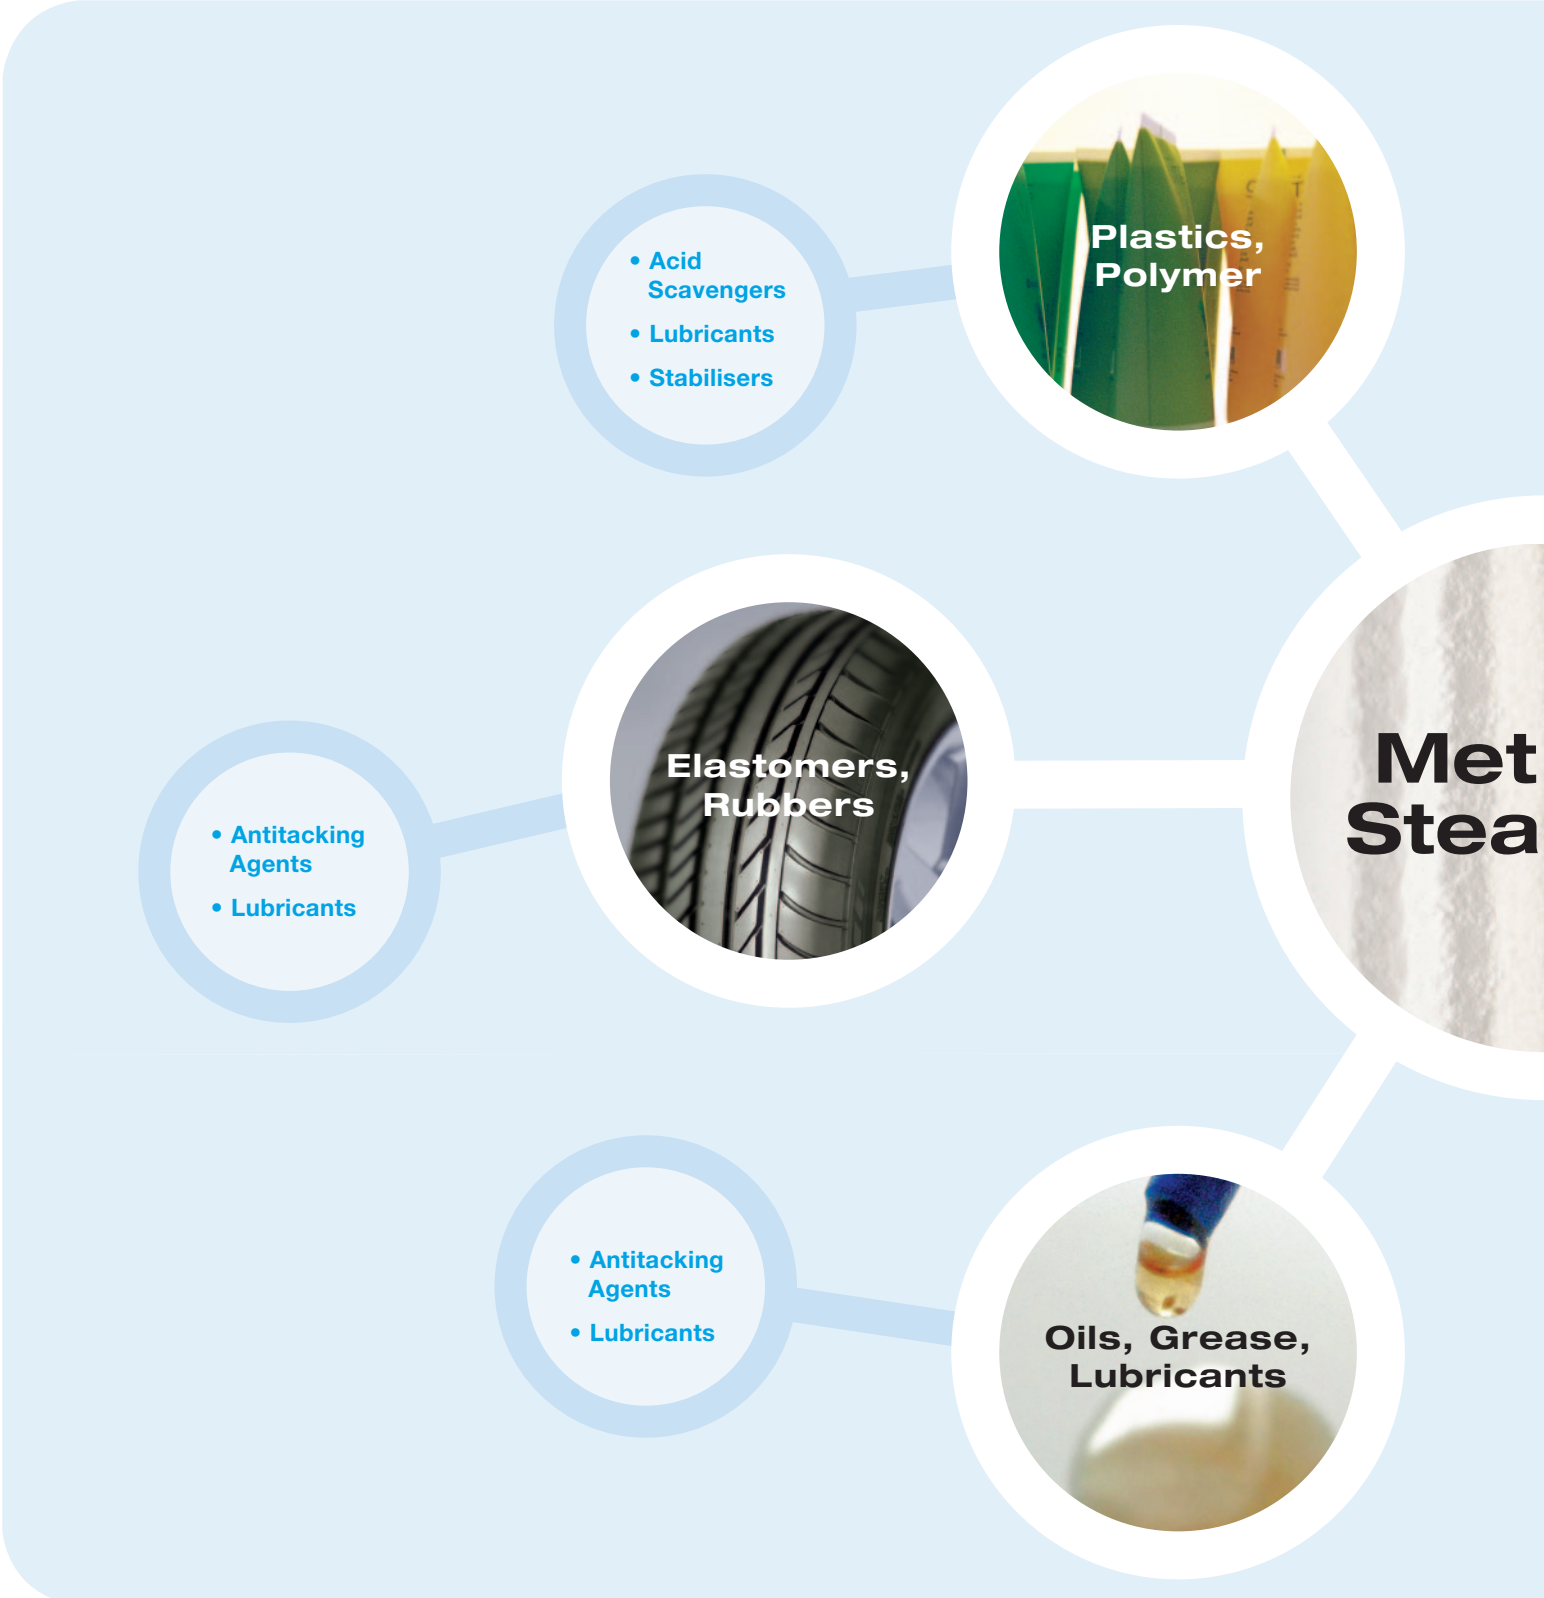 Plastics,
Polymer
• Acid
Scavengers
• Lubricants
• Stabilisers
Elastomers,
Rubbers
• Antitacking
Agents
• Lubricants
Met
Stea
Oils, Grease,
Lubricants
• Antitacking
Agents
• Lubricants